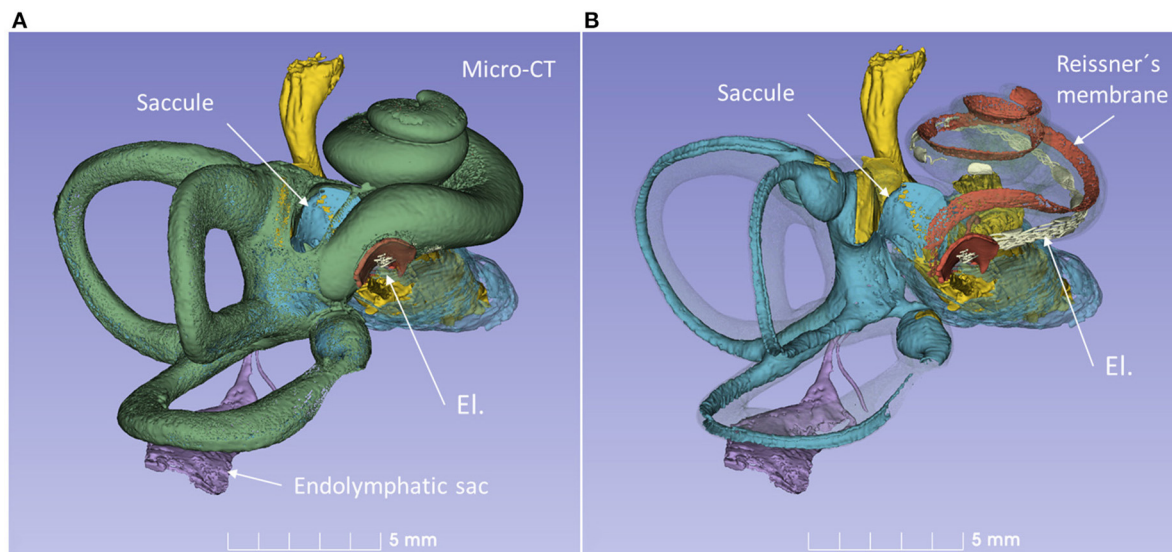 A
B
Micro-CT
Saccule
El.
Endolymphatic sac
5 mm
Reissner´s
membrane
Saccule
El.
5 mm